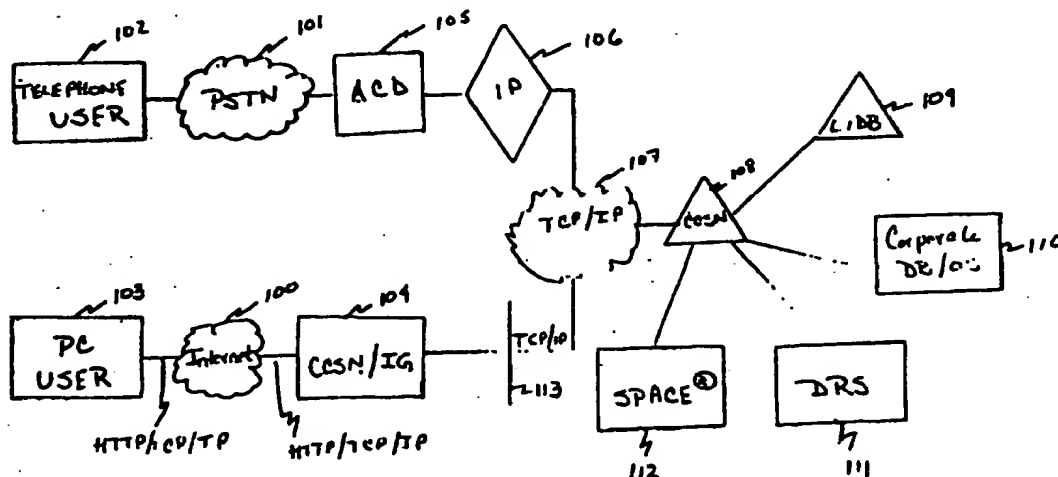 102
101
105
106
TELEPHONE
USER
PSTN
ACD
IP
109
LIDB
107
108
TCP/IP
CCSN
Corporate
110
103
100
104
PC
USER
Internet
CCSN/IG
TCP/IP
113
SPACE®
DRS
HTTP/TCP/IP
HTTP/TCP/IP
112
111